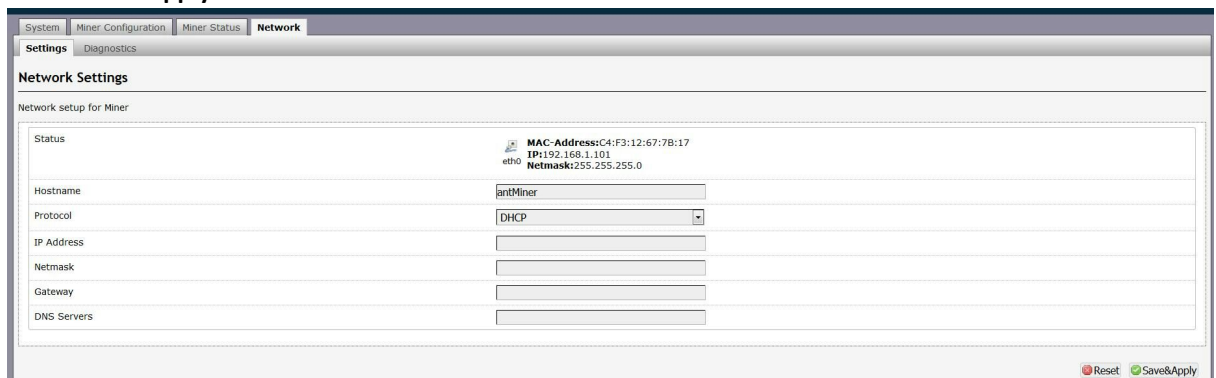 System Miner Configuration Miner Status Network
Settings Diagnostics
Network Settings
Network setup for Miner
Status
eth0
MAC-Address:C4:F3:12:67:7B:17
IP:192.168.1.101
Netmask:255.255.255.0
Hostname antMiner
Protocol DHCP
IP Address
Netmask
Gateway
DNS Servers
Reset Save&Apply